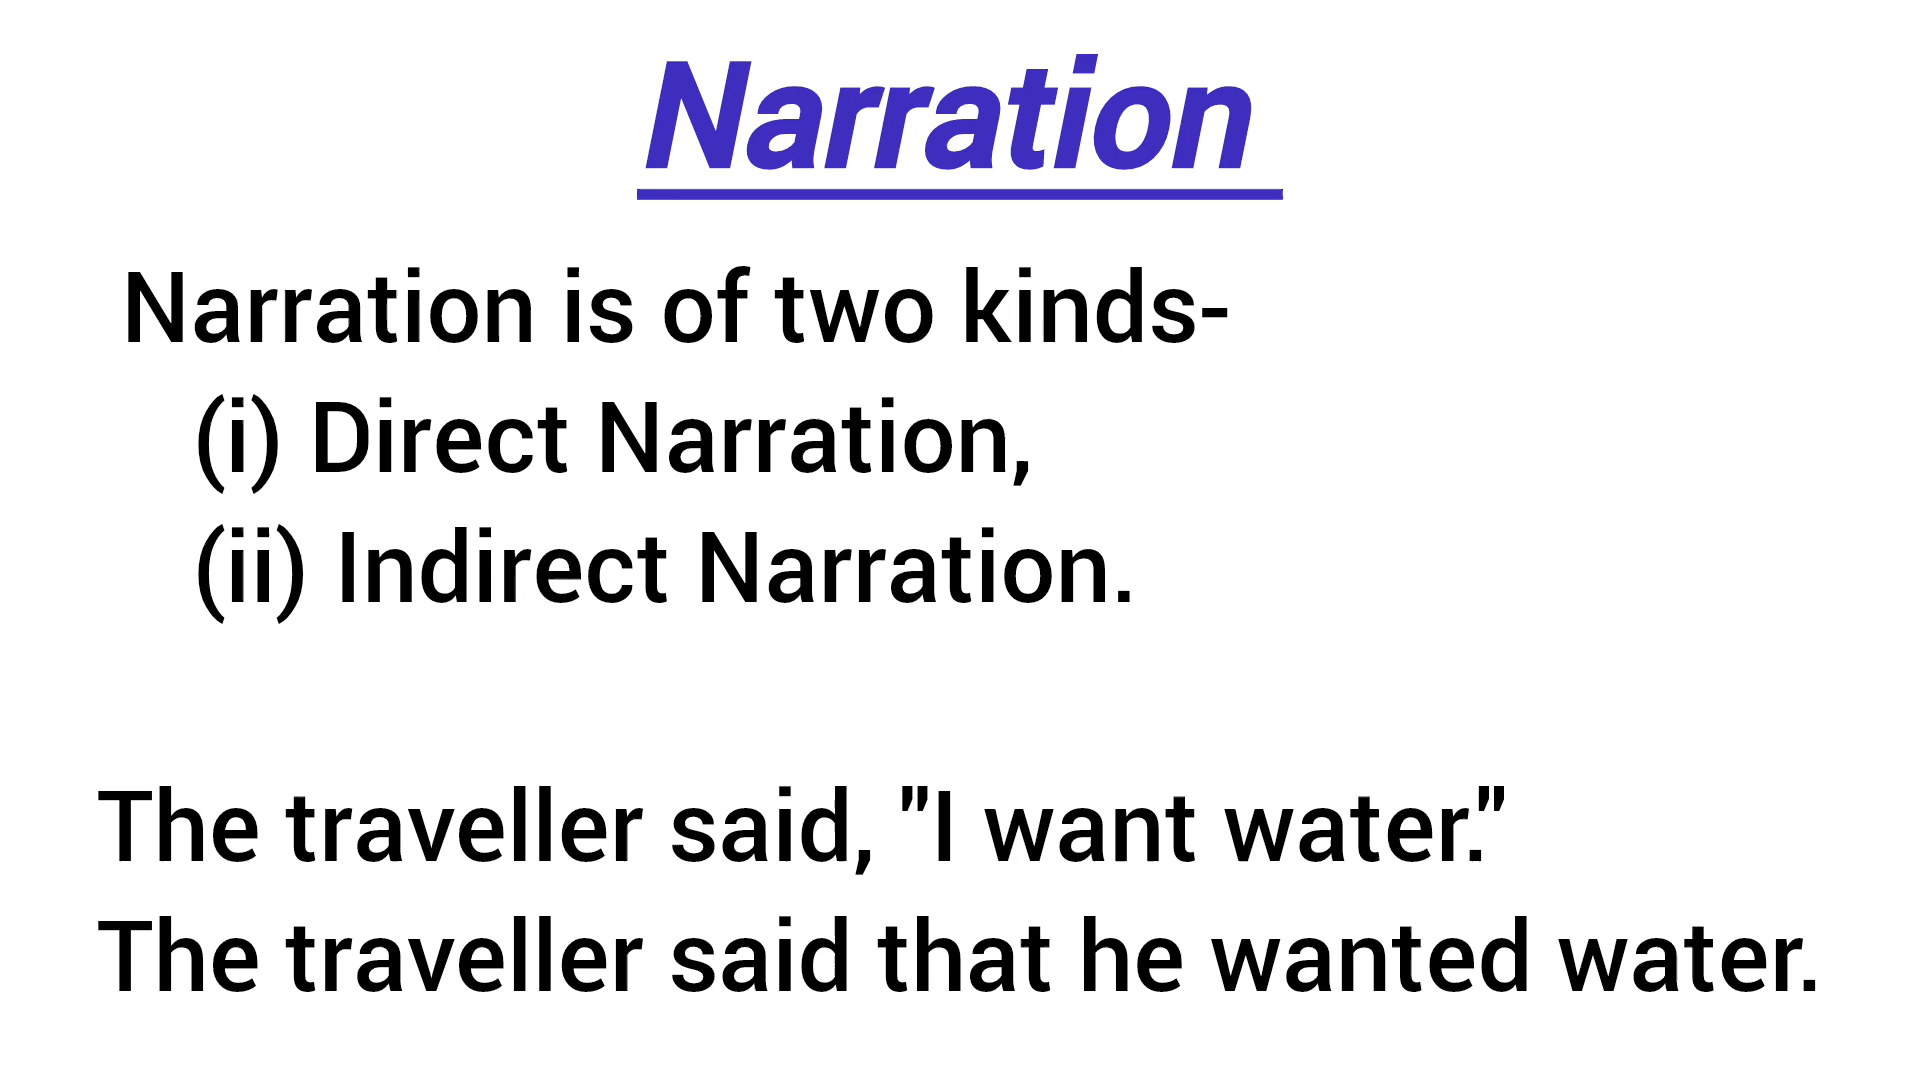 Narration
Narration is of two kinds-
(i) Direct Narration,
(ii) Indirect Narration.
The traveller said, "I want water."
The traveller said that he wanted water.